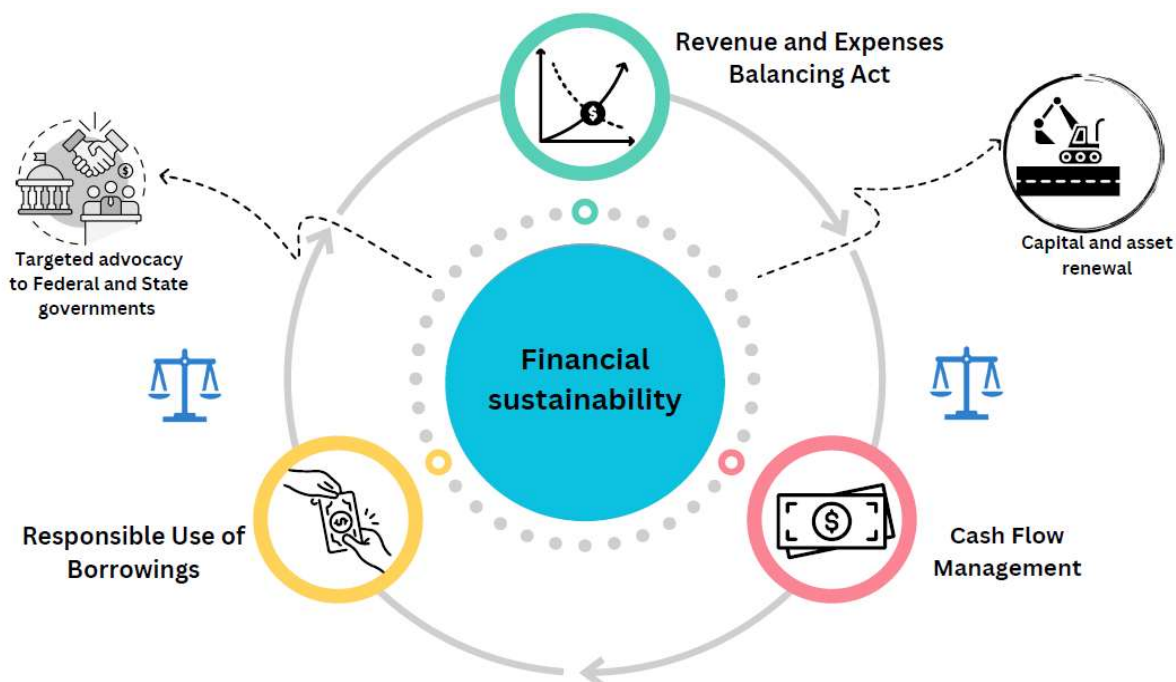 Revenue and Expenses
Balancing Act
Targeted advocacy
to Federal and State
governments
Capital and asset
renewal
Financial
sustainability
Responsible Use of
Borrowings
Cash Flow
Management